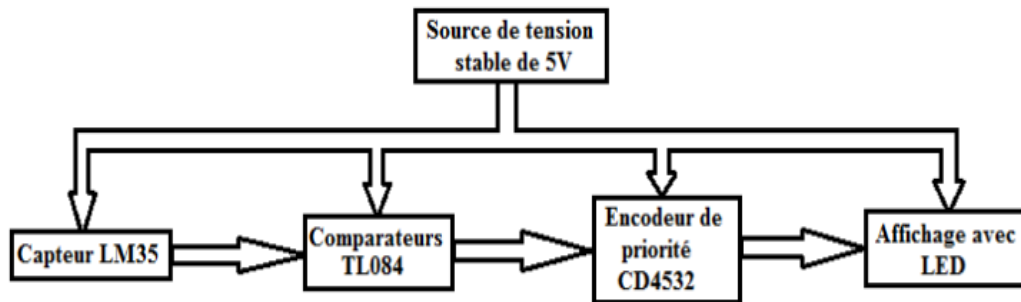 Source de tension
stable de 5V
Capteur LM35
Comparateurs
TL084
Encodeur de
priorité
CD4532
Affichage avec
LED